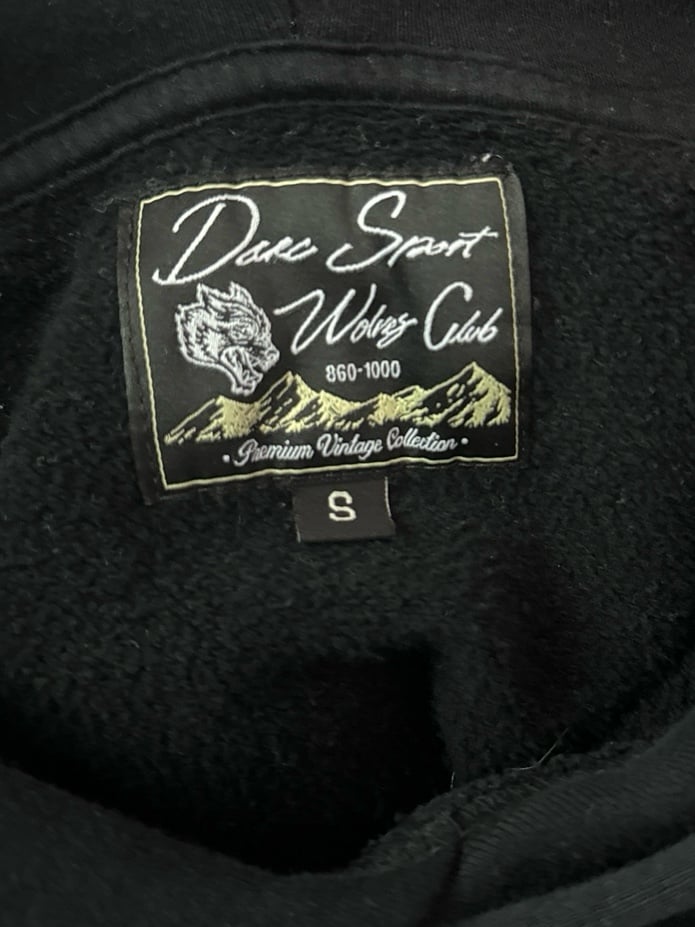 Darc Sport
Wolves Club
860-1000
· Premium Vintage Collection ·
S